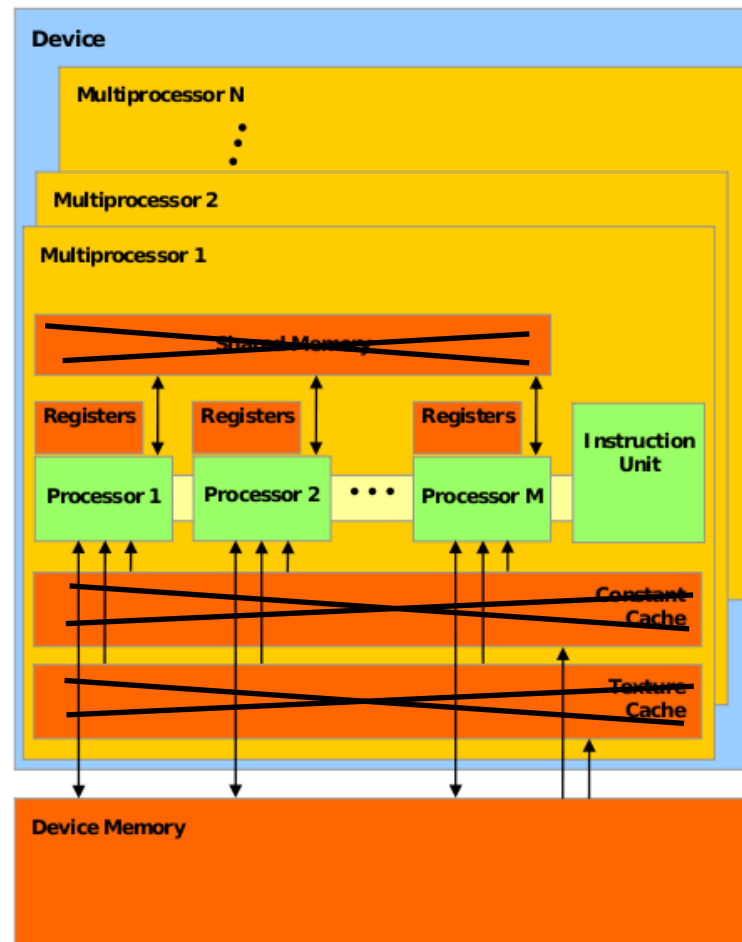 Device
Multiprocessor N
Multiprocessor 2
Multiprocessor 1
Shared Memory
Registers
Registers
Registers
Instruction
Unit
Processor 1
Processor 2
Processor M
Constant
Cache
Texture
Cache
Device Memory